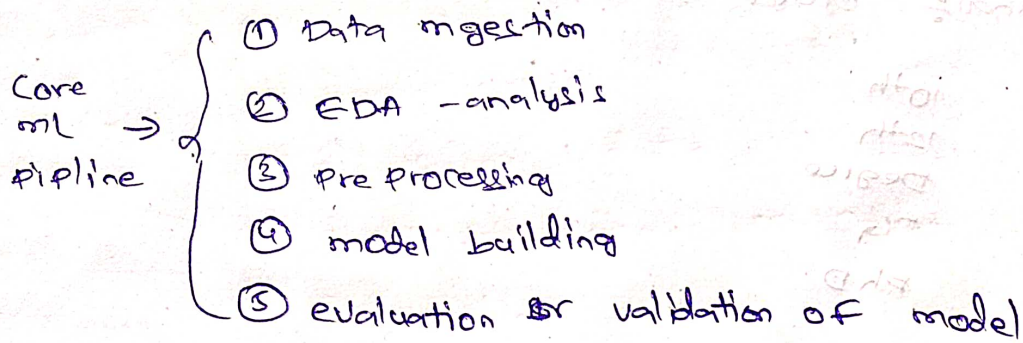 ① Data ingestion
Core
② EDA - analysis
ml →
pipline
③ Pre processing
④ model building
⑤ evaluation or validation of model